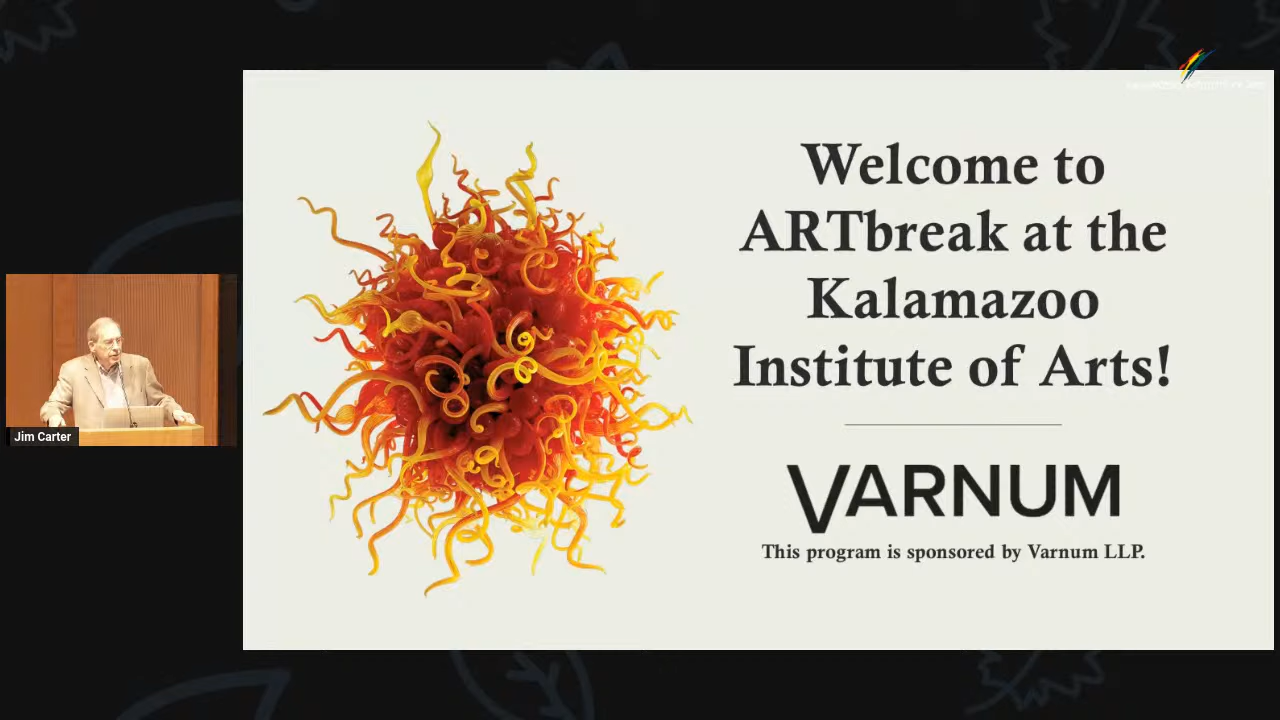 Welcome to
ARTbreak at the
Kalamazoo
Institute of Arts!
VARNUM
This program is sponsored by Varnum LLP.
Jim Carter